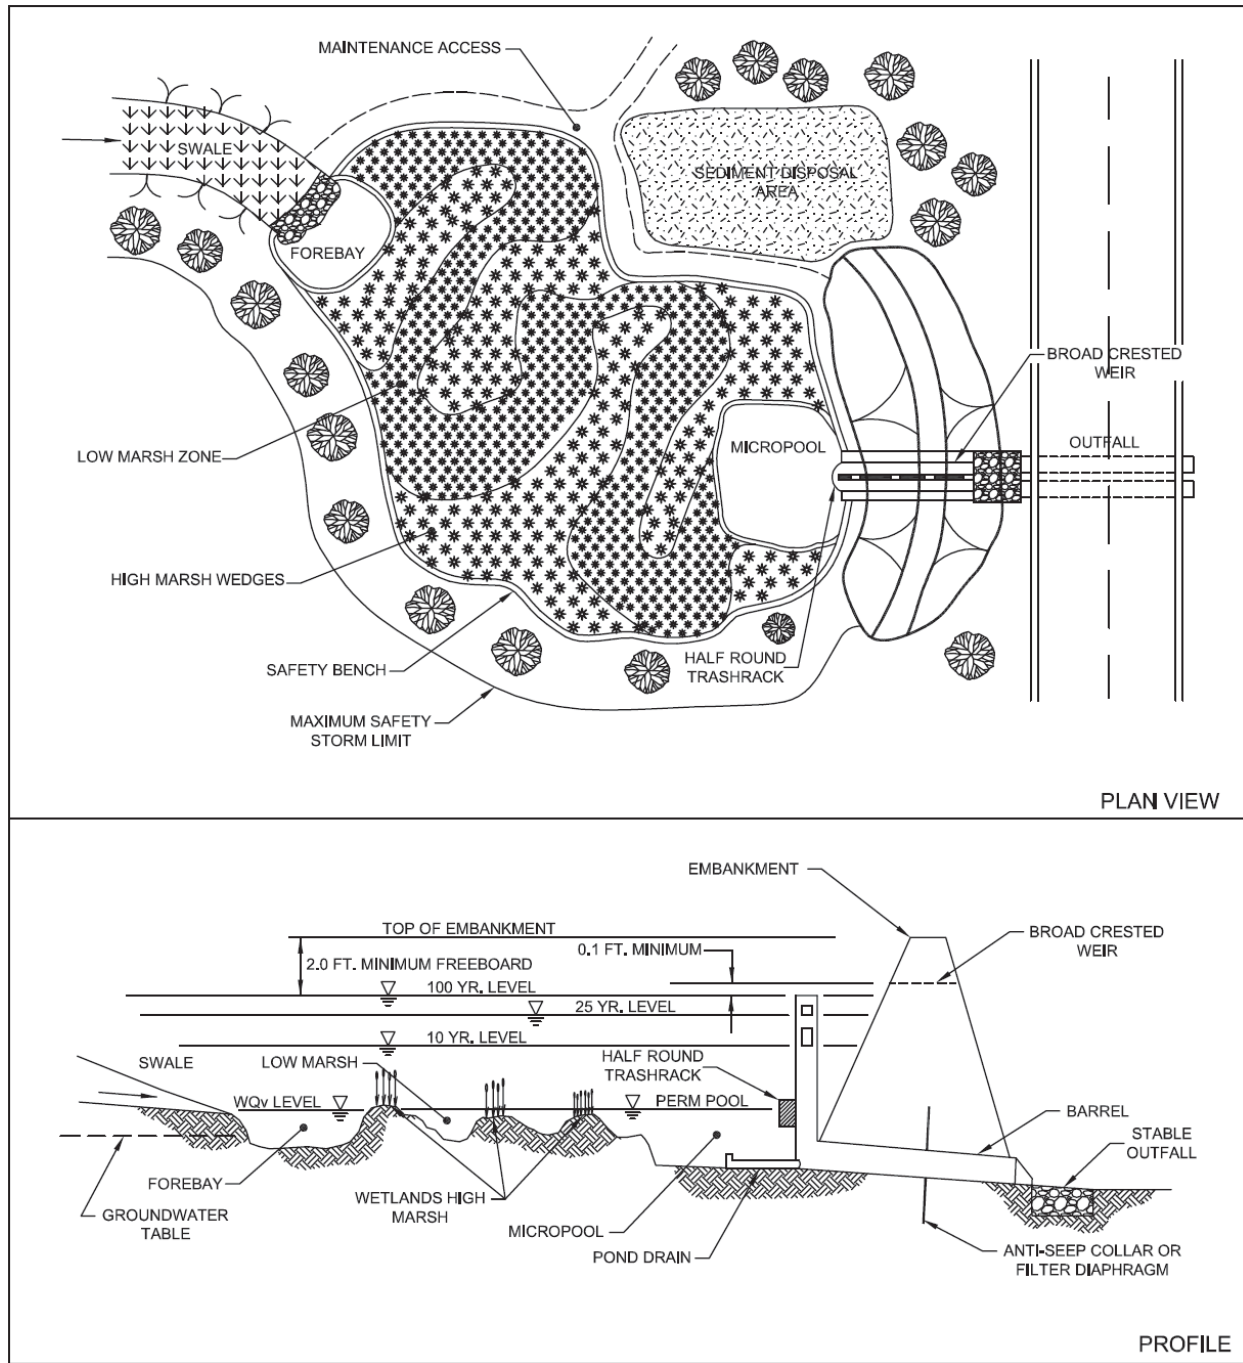 MAINTENANCE ACCESS
SWALE
SEDIMENT DISPOSAL
AREA
FOREBAY
BROAD CRESTED
WEIR
OUTFALL
MICROPOOL
LOW MARSH ZONE
HIGH MARSH WEDGES
SAFETY BENCH
HALF ROUND
TRASHRACK
MAXIMUM SAFETY
STORM LIMIT
PLAN VIEW
EMBANKMENT
TOP OF EMBANKMENT
0.1 FT. MINIMUM
BROAD CRESTED
WEIR
2.0 FT. MINIMUM FREEBOARD
100 YR. LEVEL
25 YR. LEVEL
10 YR. LEVEL
SWALE
LOW MARSH
HALF ROUND
TRASHRACK
WQv LEVEL
PERM POOL
BARREL
STABLE
OUTFALL
FOREBAY
WETLANDS HIGH
MARSH
GROUNDWATER
TABLE
MICROPOOL
POND DRAIN
ANTI-SEEP COLLAR OR
FILTER DIAPHRAGM
PROFILE